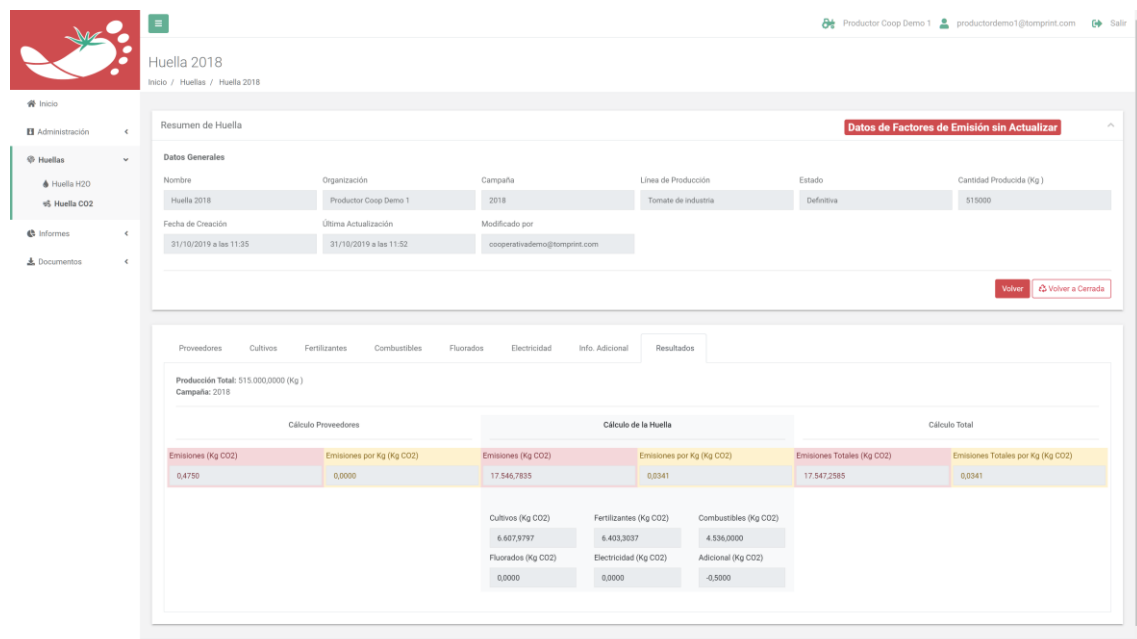 Productor Coop Demo 1 productordemo1@tomprint.com Salir
Huella 2018
Inicio / Huellas / Huella 2018
Inicio
Administración
Huellas
Huella H2O
Huella CO2
Informes
Documentos
Resumen de Huella Datos de Factores de Emisión sin Actualizar
Datos Generales
Nombre Organización Campaña Línea de Producción Estado Cantidad Producida (Kg )
Huella 2018 Productor Coop Demo 1 2018 Tomate de industria Definitiva 515000
Fecha de Creación Última Actualización Modificado por
31/10/2019 a las 11:35 31/10/2019 a las 11:52 cooperativademo@tomprint.com
Volver Volver a Cerrada
Proveedores Cultivos Fertilizantes Combustibles Fluorados Electricidad Info. Adicional Resultados
Producción Total: 515.000,0000 (Kg )
Campaña: 2018
Cálculo Proveedores Cálculo de la Huella Cálculo Total
Emisiones (Kg CO2) Emisiones por Kg (Kg CO2) Emisiones (Kg CO2) Emisiones por Kg (Kg CO2) Emisiones Totales (Kg CO2) Emisiones Totales por Kg (Kg CO2)
0,4750 0,0000 17.546,7835 0,0341 17.547,2585 0,0341
Cultivos (Kg CO2) Fertilizantes (Kg CO2) Combustibles (Kg CO2)
6.607,9797 6.403,3037 4.536,0000
Fluorados (Kg CO2) Electricidad (Kg CO2) Adicional (Kg CO2)
0,0000 0,0000 -0,5000